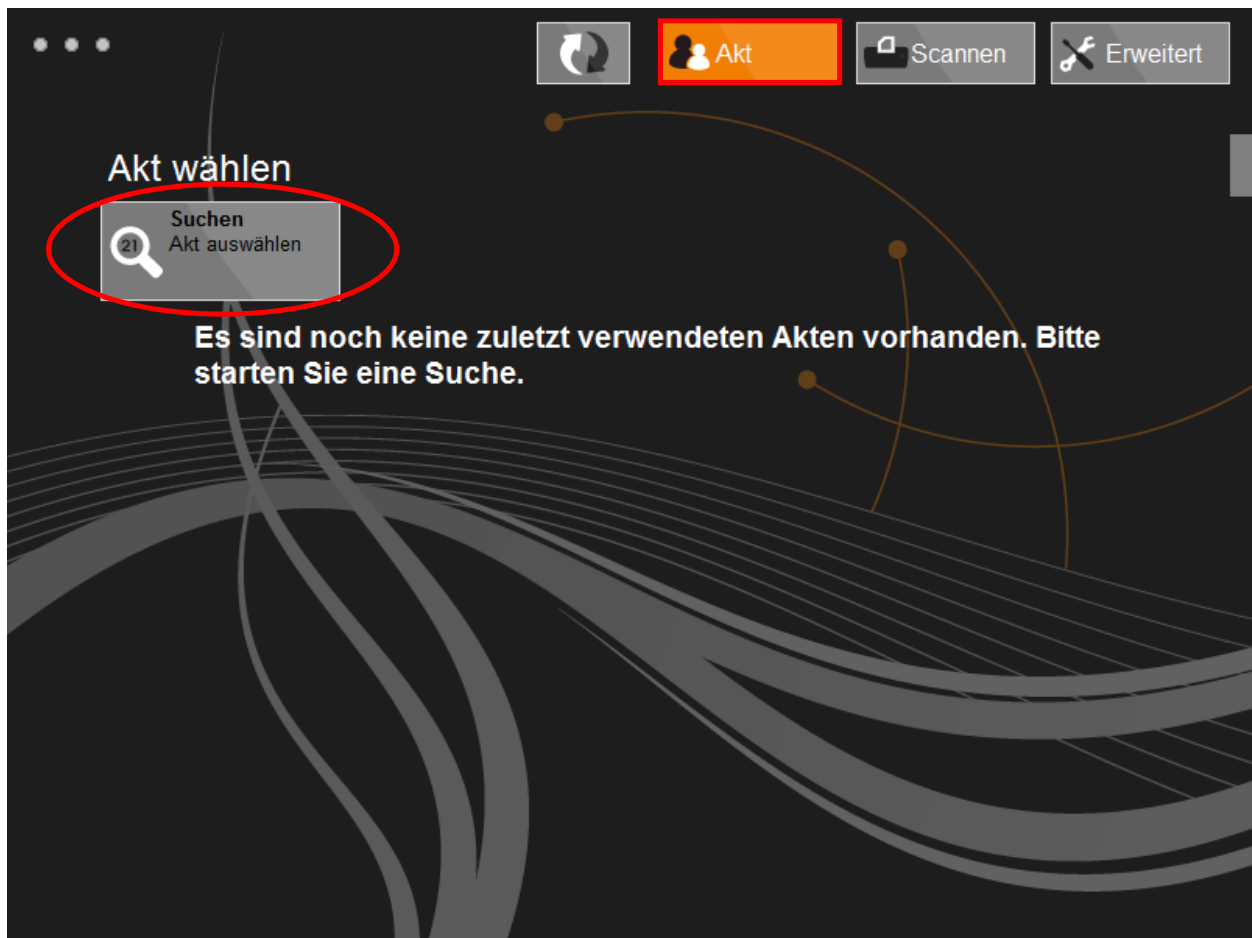 Akt
Scannen
Erweitert
Akt wählen
21
Suchen
Akt auswählen
Es sind noch keine zuletzt verwendeten Akten vorhanden. Bitte
starten Sie eine Suche.